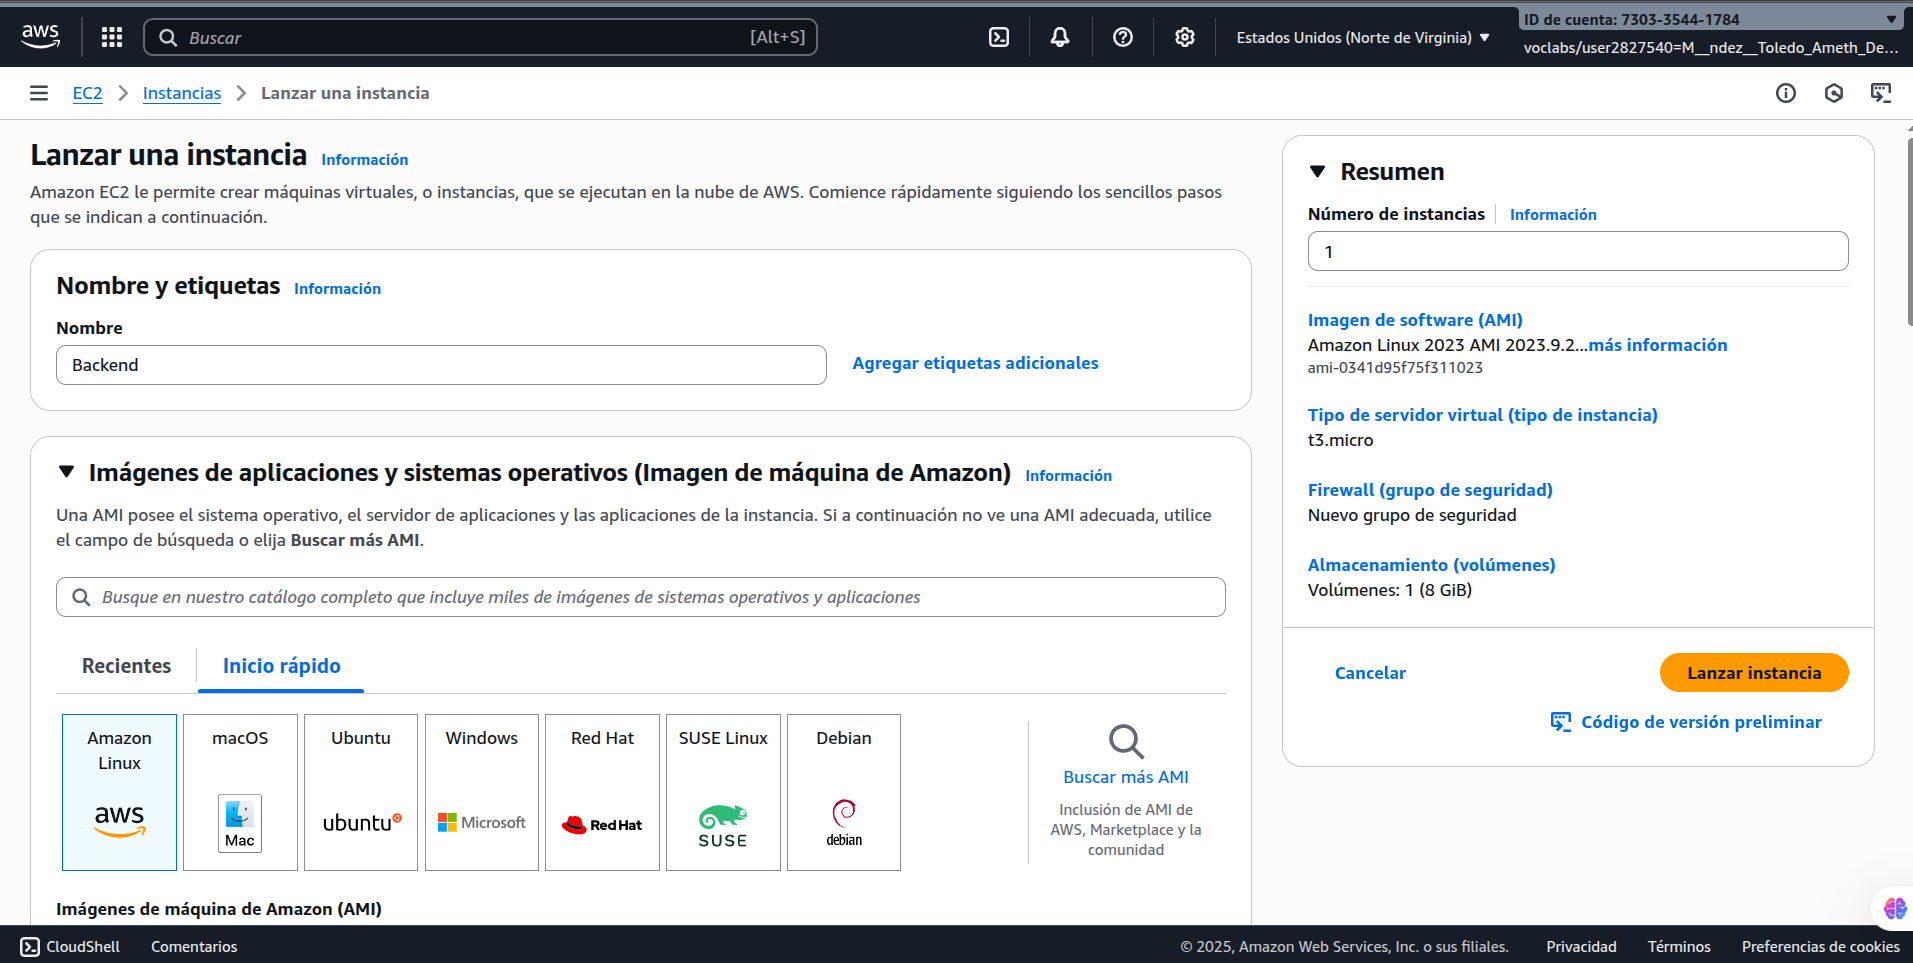 aws
Buscar
[Alt+S]
Estados Unidos (Norte de Virginia)
ID de cuenta: 7303-3544-1784
voclabs/user2827540=M__ndez__Toledo_Ameth_De...
EC2
Instancias
Lanzar una instancia
Lanzar una instancia
Información
Amazon EC2 le permite crear máquinas virtuales, o instancias, que se ejecutan en la nube de AWS. Comience rápidamente siguiendo los sencillos pasos
que se indican a continuación.
Nombre y etiquetas
Información
Nombre
Backend
Agregar etiquetas adicionales
Imágenes de aplicaciones y sistemas operativos (Imagen de máquina de Amazon)
Información
Una AMI posee el sistema operativo, el servidor de aplicaciones y las aplicaciones de la instancia. Si a continuación no ve una AMI adecuada, utilice
el campo de búsqueda o elija Buscar más AMI.
Busque en nuestro catálogo completo que incluye miles de imágenes de sistemas operativos y aplicaciones
Recientes
Inicio rápido
Amazon
Linux
aws
macOS
Mac
Ubuntu
ubuntu
Windows
Microsoft
Red Hat
Red Hat
SUSE Linux
SUSE
Debian
debian
Buscar más AMI
Inclusión de AMI de
AWS, Marketplace y la
comunidad
Imágenes de máquina de Amazon (AMI)
Resumen
Número de instancias
Información
1
Imagen de software (AMI)
Amazon Linux 2023 AMI 2023.9.2...más información
ami-0341d95f75f311023
Tipo de servidor virtual (tipo de instancia)
t3.micro
Firewall (grupo de seguridad)
Nuevo grupo de seguridad
Almacenamiento (volúmenes)
Volúmenes: 1 (8 GiB)
Cancelar
Lanzar instancia
Código de versión preliminar
CloudShell
Comentarios
© 2025, Amazon Web Services, Inc. o sus filiales.
Privacidad
Términos
Preferencias de cookies